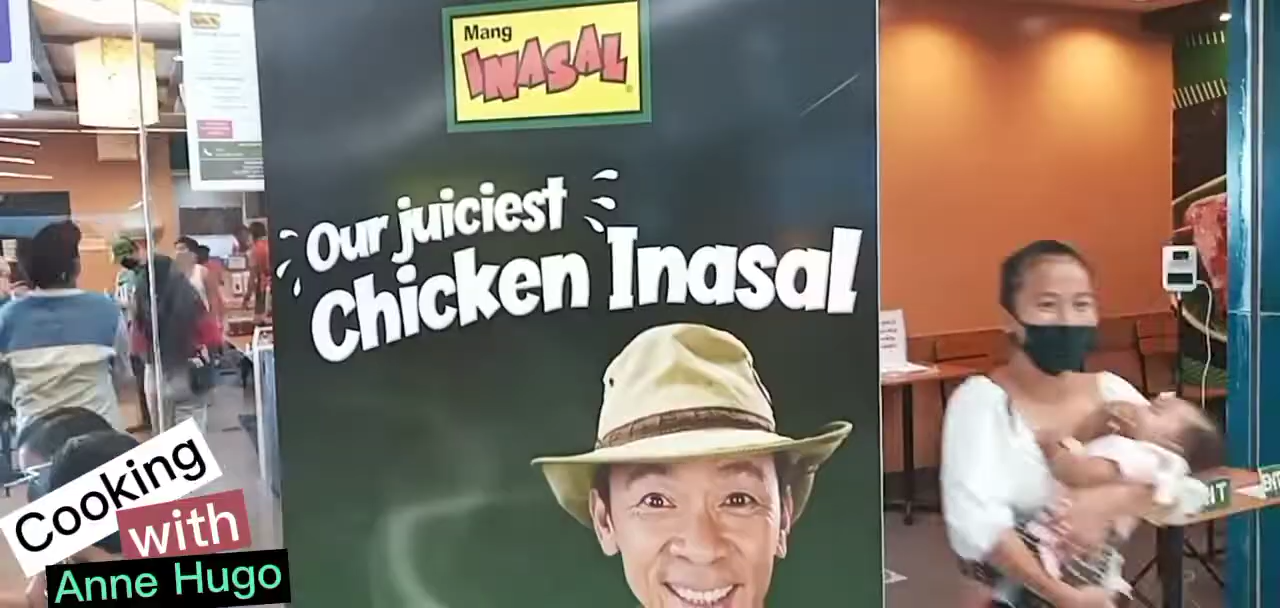 Mang
INASAL
Our juiciest
Chicken Inasal
Cooking
with
Anne Hugo